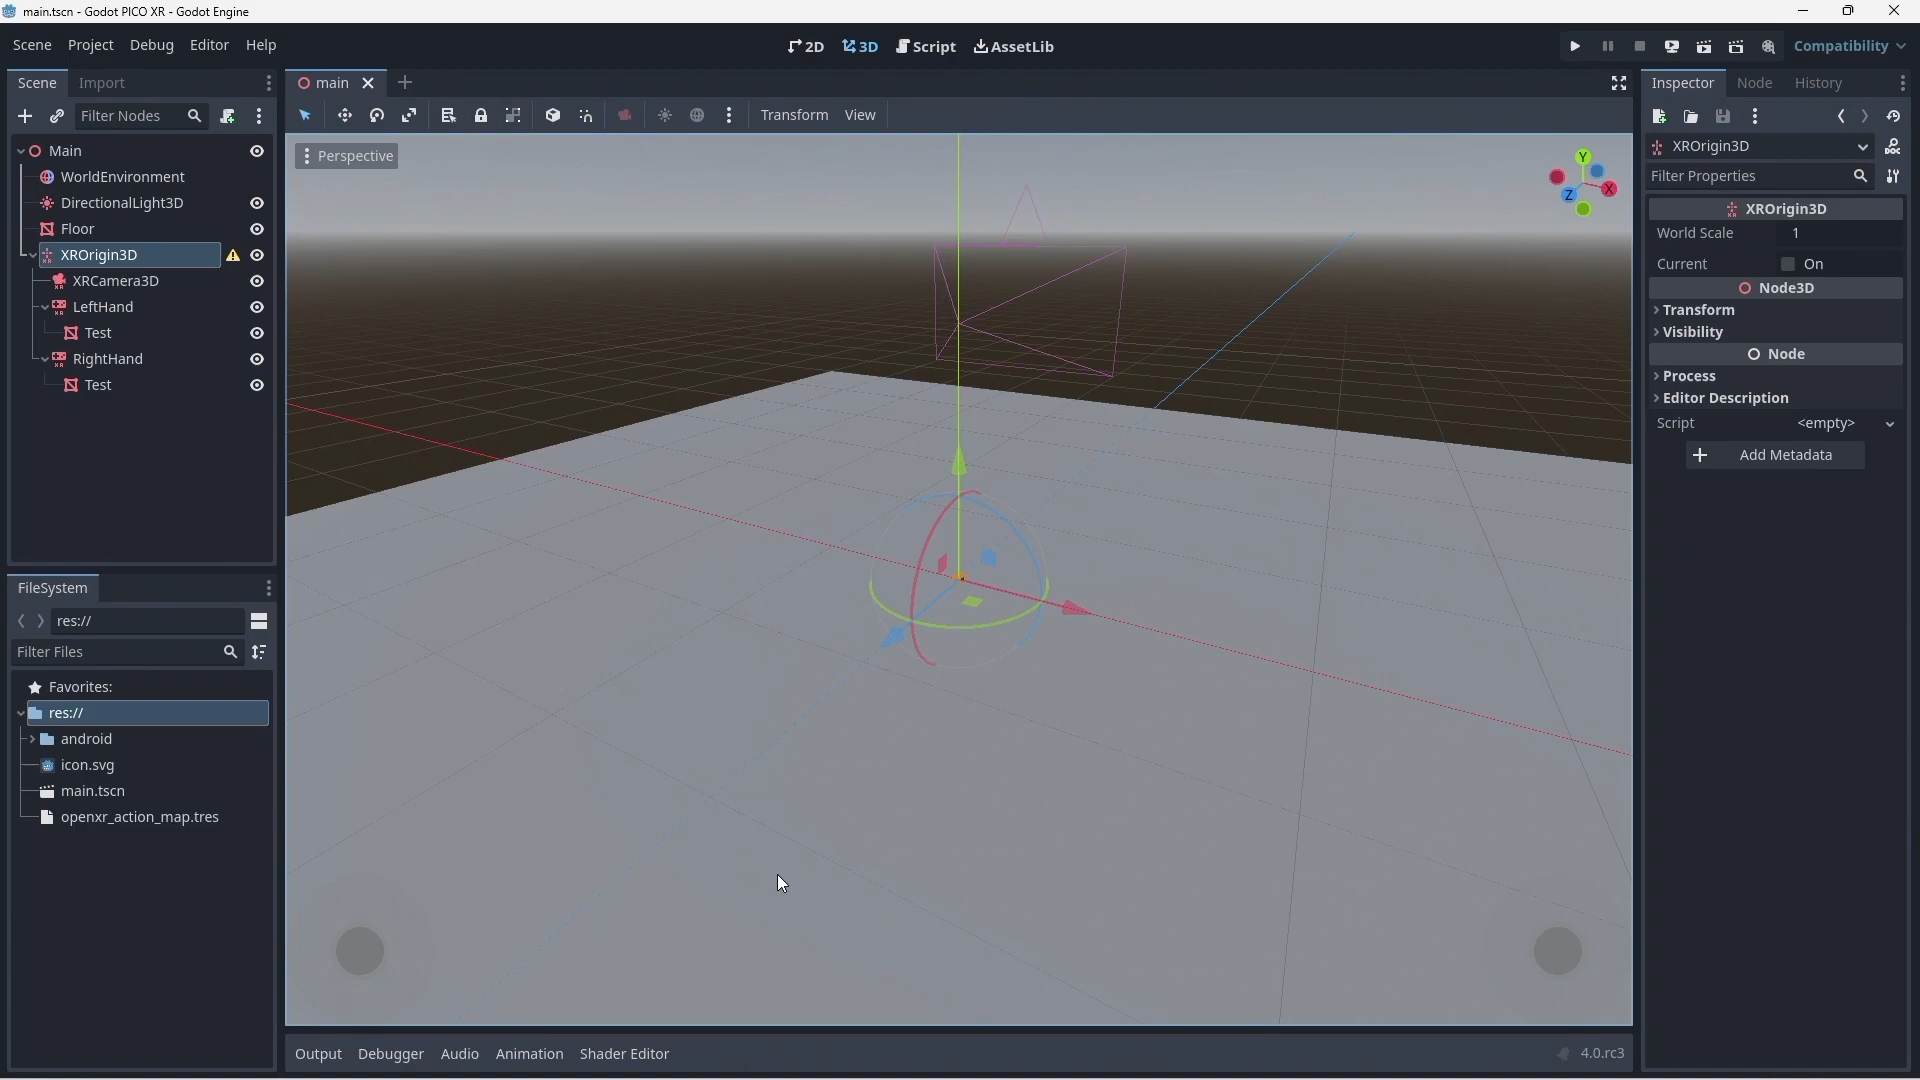 main.tscn - Godot PICO XR - Godot Engine
Scene Project Debug Editor Help
2D 3D Script AssetLib
Compatibility
Scene Import
main
Inspector Node History
Filter Nodes
Transform View
Perspective
Y
X
Z
Main
WorldEnvironment
DirectionalLight3D
Floor
XROrigin3D
XRCamera3D
LeftHand
Test
RightHand
Test
XROrigin3D
Filter Properties
XROrigin3D
World Scale 1
Current On
Node3D
Transform
Visibility
Node
Process
Editor Description
Script <empty>
Add Metadata
FileSystem
res://
Filter Files
Favorites:
res://
android
icon.svg
main.tscn
openxr_action_map.tres
Output Debugger Audio Animation Shader Editor
4.0.rc3